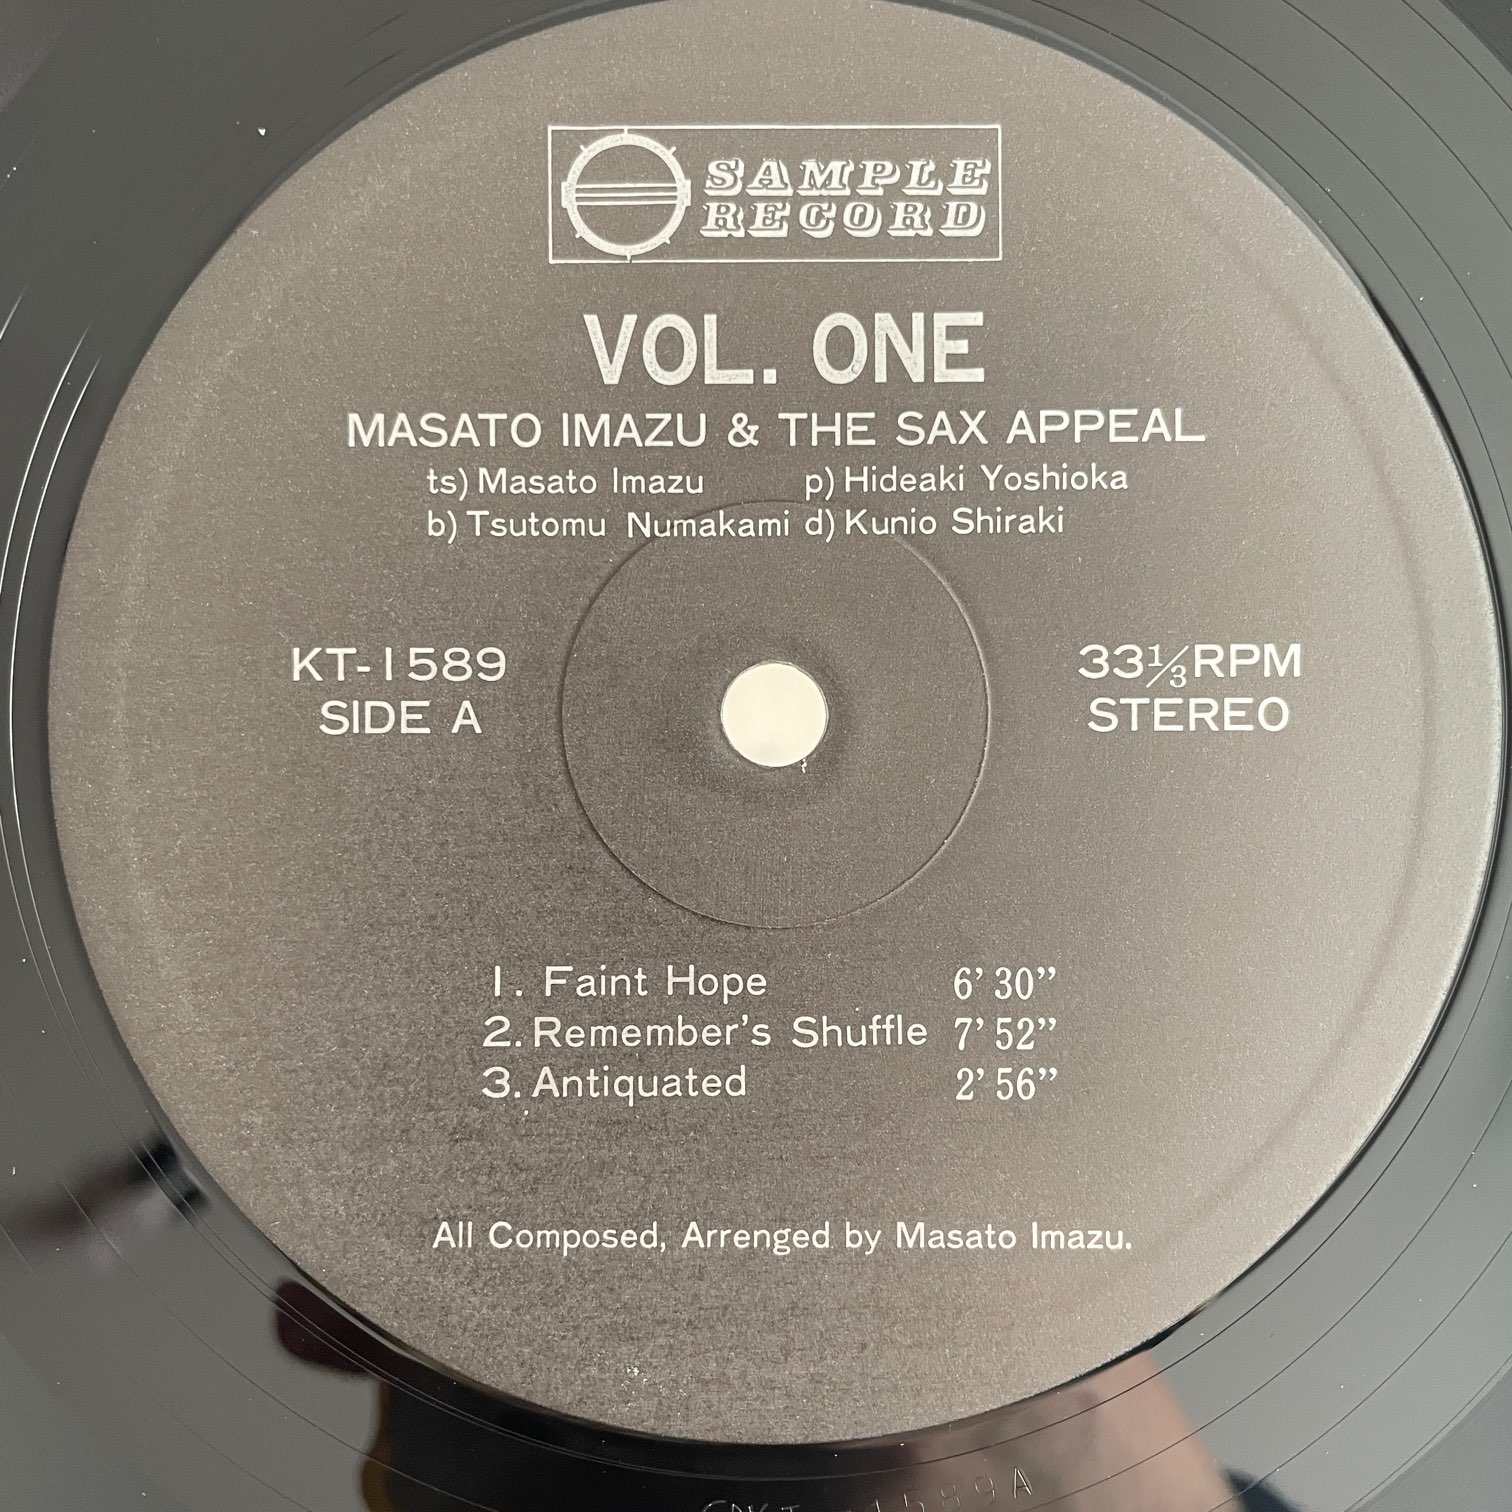 SAMPLE
RECORD
VOL. ONE
MASATO IMAZU & THE SAX APPEAL
ts) Masato Imazu p) Hideaki Yoshioka
b) Tsutomu Numakami d) Kunio Shiraki
KT-1589 33⅓RPM
SIDE A STEREO
1. Faint Hope 6’30”
2. Remember’s Shuffle 7’52”
3. Antiquated 2’56”
All Composed, Arrenged by Masato Imazu.
1589A